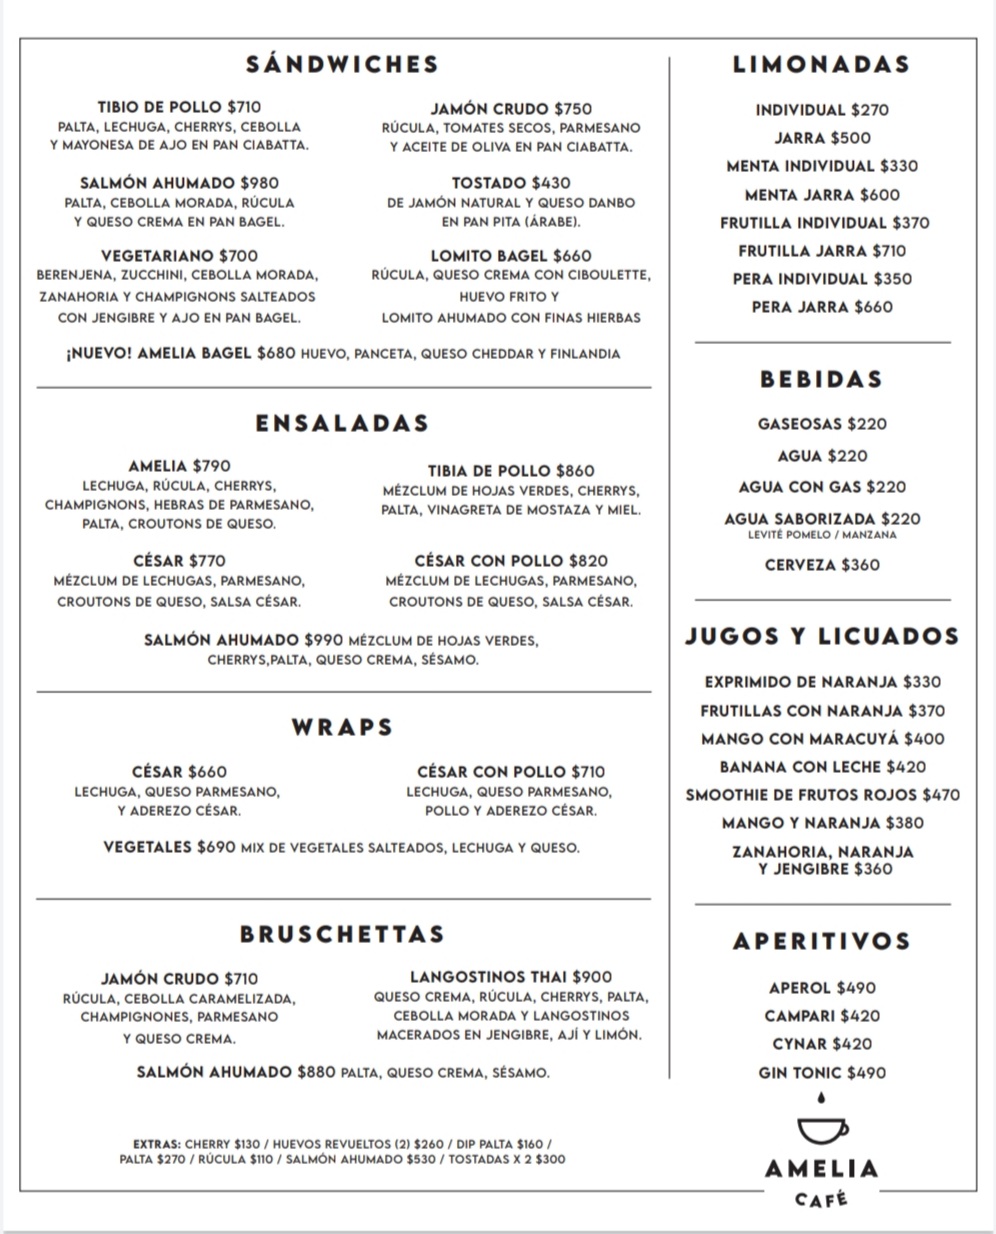 SÁNDWICHES
TIBIO DE POLLO $710
PALTA, LECHUGA, CHERRYS, CEBOLLA
Y MAYONESA DE AJO EN PAN CIABATTA.
JAMÓN CRUDO $750
RÚCULA, TOMATES SECOS, PARMESANO
Y ACEITE DE OLIVA EN PAN CIABATTA.
SALMÓN AHUMADO $980
PALTA, CEBOLLA MORADA, RÚCULA
Y QUESO CREMA EN PAN BAGEL.
TOSTADO $430
DE JAMÓN NATURAL Y QUESO DANBO
EN PAN PITA (ÁRABE).
VEGETARIANO $700
BERENJENA, ZUCCHINI, CEBOLLA MORADA,
ZANAHORIA Y CHAMPIGNONS SALTEADOS
CON JENGIBRE Y AJO EN PAN BAGEL.
LOMITO BAGEL $660
RÚCULA, QUESO CREMA CON CIBOULETTE,
HUEVO FRITO Y
LOMITO AHUMADO CON FINAS HIERBAS
¡NUEVO! AMELIA BAGEL $680 HUEVO, PANCETA, QUESO CHEDDAR Y FINLANDIA
ENSALADAS
AMELIA $790
LECHUGA, RÚCULA, CHERRYS,
CHAMPIGNONS, HEBRAS DE PARMESANO,
PALTA, CROUTONS DE QUESO.
TIBIA DE POLLO $860
MÉZCLUM DE HOJAS VERDES, CHERRYS,
PALTA, VINAGRETA DE MOSTAZA Y MIEL.
CÉSAR $770
MÉZCLUM DE LECHUGAS, PARMESANO,
CROUTONS DE QUESO, SALSA CÉSAR.
CÉSAR CON POLLO $820
MÉZCLUM DE LECHUGAS, PARMESANO,
CROUTONS DE QUESO, SALSA CÉSAR.
SALMÓN AHUMADO $990 MÉZCLUM DE HOJAS VERDES,
CHERRYS,PALTA, QUESO CREMA, SÉSAMO.
WRAPS
CÉSAR $660
LECHUGA, QUESO PARMESANO,
Y ADEREZO CÉSAR.
CÉSAR CON POLLO $710
LECHUGA, QUESO PARMESANO,
POLLO Y ADEREZO CÉSAR.
VEGETALES $690 MIX DE VEGETALES SALTEADOS, LECHUGA Y QUESO.
BRUSCHETTAS
JAMÓN CRUDO $710
RÚCULA, CEBOLLA CARAMELIZADA,
CHAMPIGNONES, PARMESANO
Y QUESO CREMA.
LANGOSTINOS THAI $900
QUESO CREMA, RÚCULA, CHERRYS, PALTA,
CEBOLLA MORADA Y LANGOSTINOS
MACERADOS EN JENGIBRE, AJÍ Y LIMÓN.
SALMÓN AHUMADO $880 PALTA, QUESO CREMA, SÉSAMO.
EXTRAS: CHERRY $130 / HUEVOS REVUELTOS (2) $260 / DIP PALTA $160 /
PALTA $270 / RÚCULA $110 / SALMÓN AHUMADO $530 / TOSTADAS X 2 $300
LIMONADAS
INDIVIDUAL $270
JARRA $500
MENTA INDIVIDUAL $330
MENTA JARRA $600
FRUTILLA INDIVIDUAL $370
FRUTILLA JARRA $710
PERA INDIVIDUAL $350
PERA JARRA $660
BEBIDAS
GASEOSAS $220
AGUA $220
AGUA CON GAS $220
AGUA SABORIZADA $220
LEVITÉ POMELO / MANZANA
CERVEZA $360
JUGOS Y LICUADOS
EXPRIMIDO DE NARANJA $330
FRUTILLAS CON NARANJA $370
MANGO CON MARACUYÁ $400
BANANA CON LECHE $420
SMOOTHIE DE FRUTOS ROJOS $470
MANGO Y NARANJA $380
ZANAHORIA, NARANJA
Y JENGIBRE $360
APERITIVOS
APEROL $490
CAMPARI $420
CYNAR $420
GIN TONIC $490
AMELIA
CAFÉ